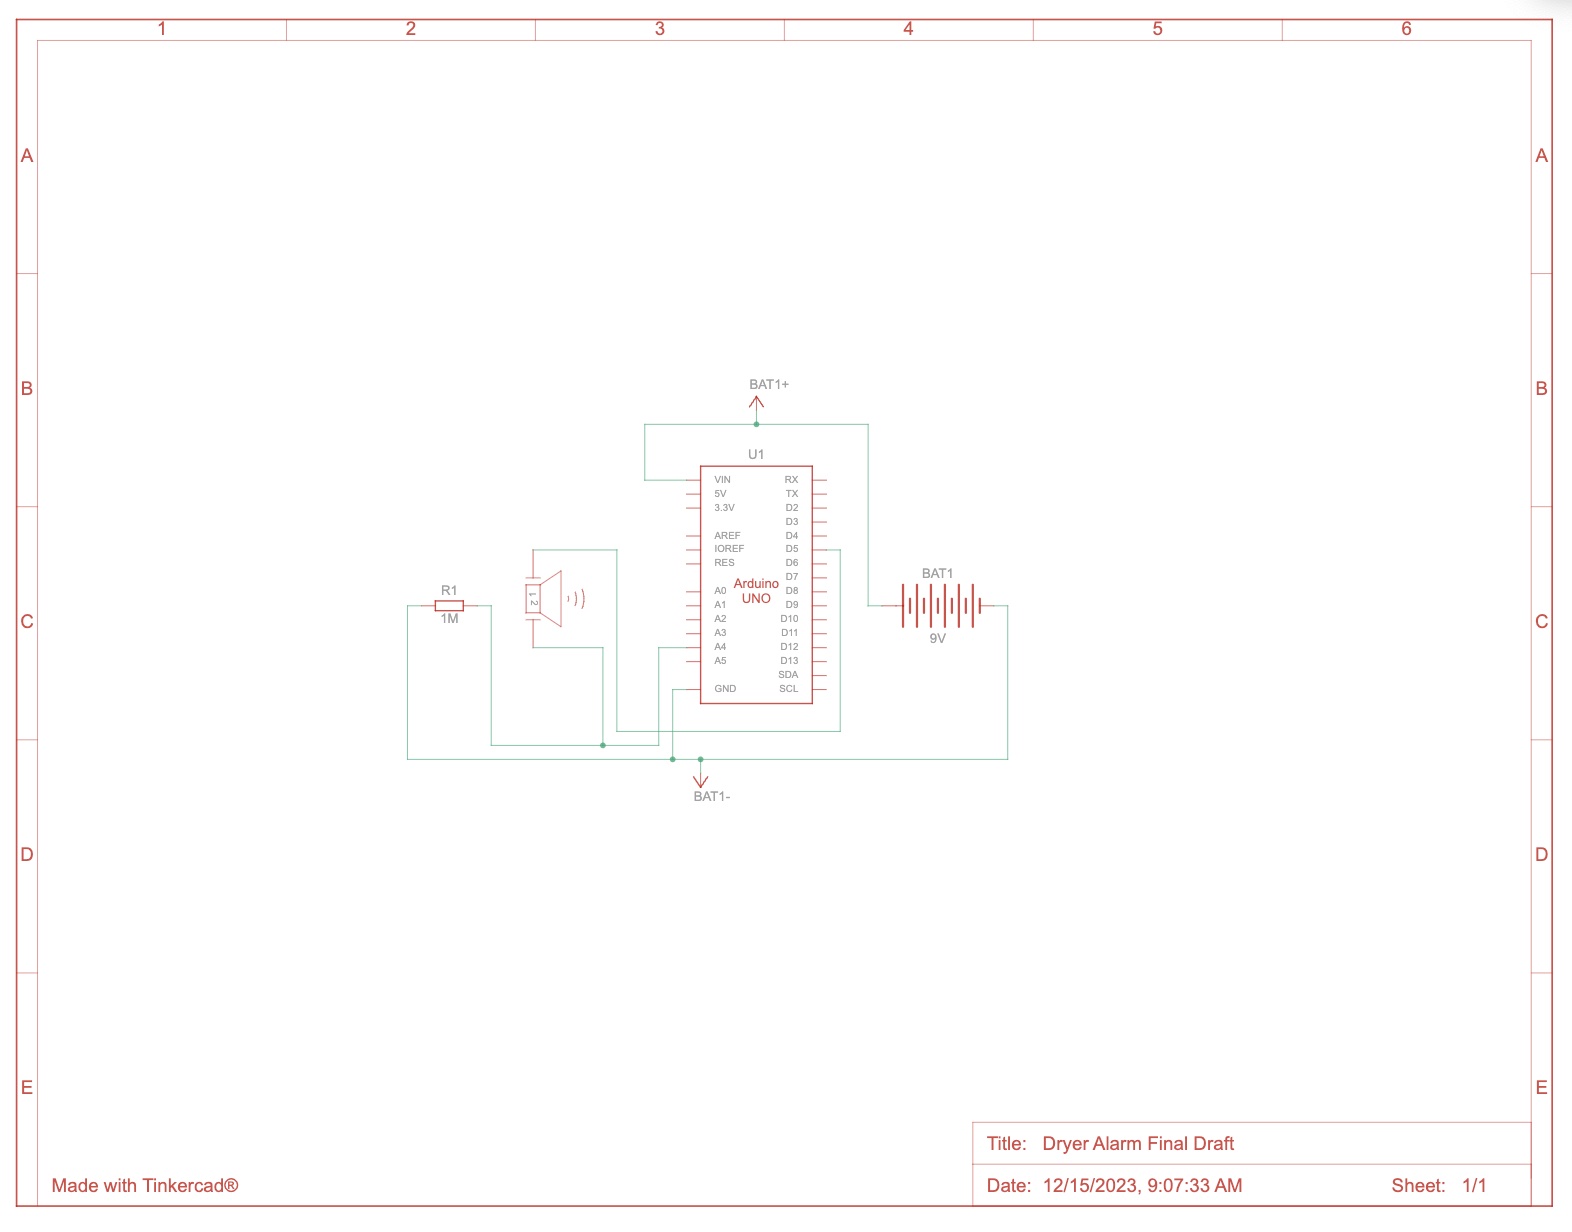 1 2 3 4 5 6
A A
BAT1+
B B
U1
VIN RX
5V TX
3.3V D2
D3
AREF D4
IOREF D5
RES D6
BAT1
D7
Arduino
R1
A0 D8
UNO
A1 D9
1M
1 2
A2 D10
C C
A3 D11
9V
A4 D12
A5 D13
SDA
GND SCL
BAT1-
D D
E E
Title: Dryer Alarm Final Draft
Made with Tinkercad®
Date: 12/15/2023, 9:07:33 AM Sheet: 1/1